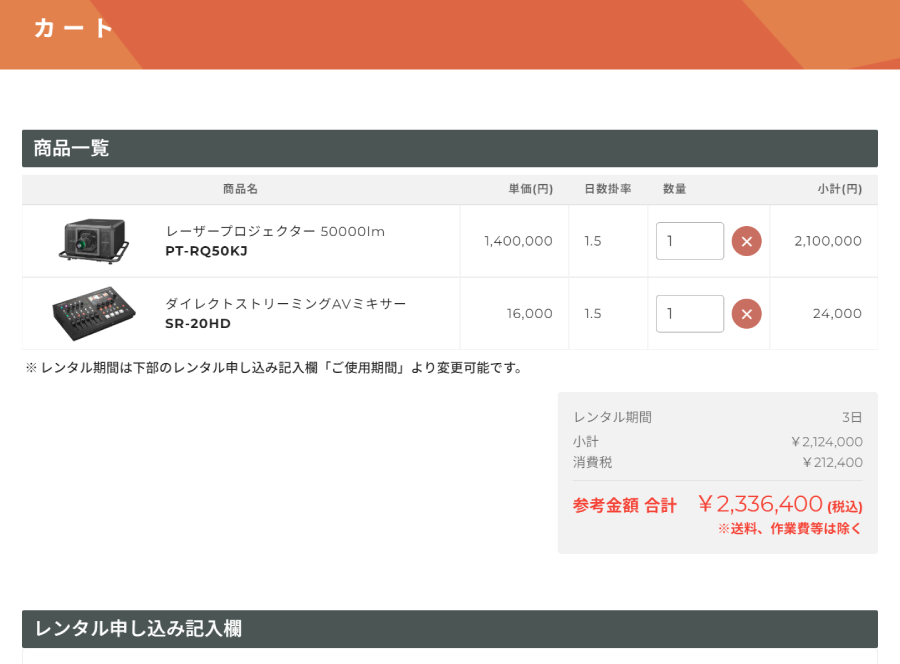 カート
商品一覧
商品名 単価(円) 日数掛率 数量 小計(円)
レーザープロジェクター 50000lm
PT-RQ50KJ
1,400,000 1.5 1 2,100,000
ダイレクトストリーミングAVミキサー
SR-20HD
16,000 1.5 1 24,000
※ レンタル期間は下部のレンタル申し込み記入欄「ご使用期間」より変更可能です。
レンタル期間 3日
小計 ￥2,124,000
消費税 ￥212,400
参考金額 合計 ￥2,336,400 (税込)
※送料、作業費等は除く
レンタル申し込み記入欄